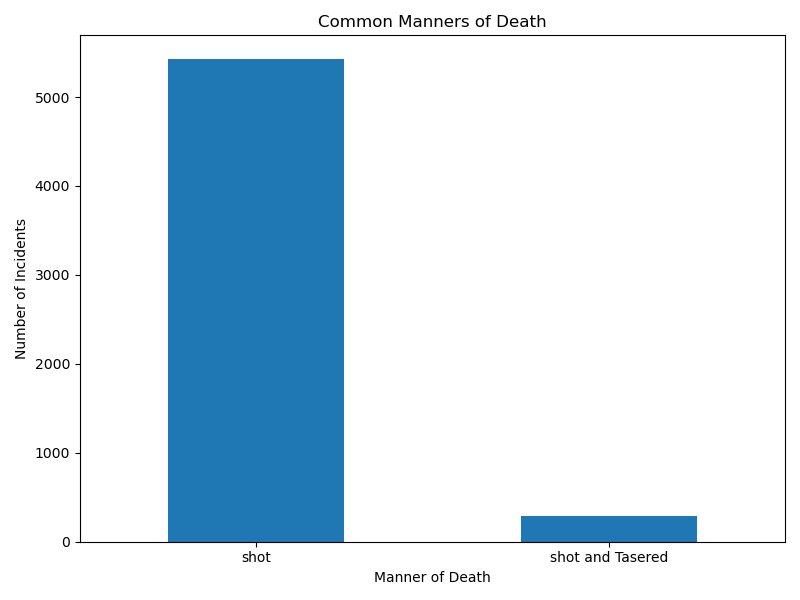 Common Manners of Death
Number of Incidents
5000
4000
3000
2000
1000
0
shot
shot and Tasered
Manner of Death